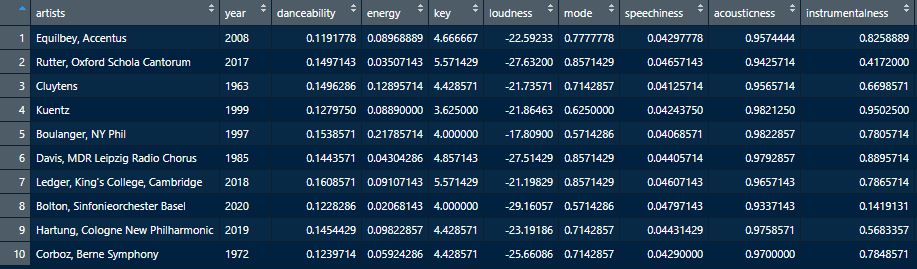 artists year danceability energy key loudness mode speechiness acousticness instrumentalness
1 Equilbey, Accentus 2008 0.1191778 0.08968889 4.666667 -22.59233 0.7777778 0.04297778 0.9574444 0.8258889
2 Rutter, Oxford Schola Cantorum 2017 0.1497143 0.03507143 5.571429 -27.63200 0.8571429 0.04657143 0.9425714 0.4172000
3 Cluytens 1963 0.1496286 0.12895714 4.428571 -21.73571 0.7142857 0.04125714 0.9565714 0.6698571
4 Kuentz 1999 0.1279750 0.08890000 3.625000 -21.86463 0.6250000 0.04243750 0.9821250 0.9502500
5 Boulanger, NY Phil 1997 0.1538571 0.21785714 4.000000 -17.80900 0.5714286 0.04068571 0.9822857 0.7805714
6 Davis, MDR Leipzig Radio Chorus 1985 0.1443571 0.04304286 4.857143 -27.51429 0.8571429 0.04405714 0.9792857 0.8895714
7 Ledger, King's College, Cambridge 2018 0.1608571 0.09107143 5.571429 -21.19829 0.8571429 0.04607143 0.9657143 0.7865714
8 Bolton, Sinfonieorchester Basel 2020 0.1228286 0.02068143 4.000000 -29.16057 0.5714286 0.04797143 0.9337143 0.1419131
9 Hartung, Cologne New Philharmonic 2019 0.1454429 0.09822857 4.428571 -23.19186 0.7142857 0.04431429 0.9758571 0.5683357
10 Corboz, Berne Symphony 1972 0.1239714 0.05924286 4.428571 -25.66086 0.7142857 0.04290000 0.9700000 0.7848571